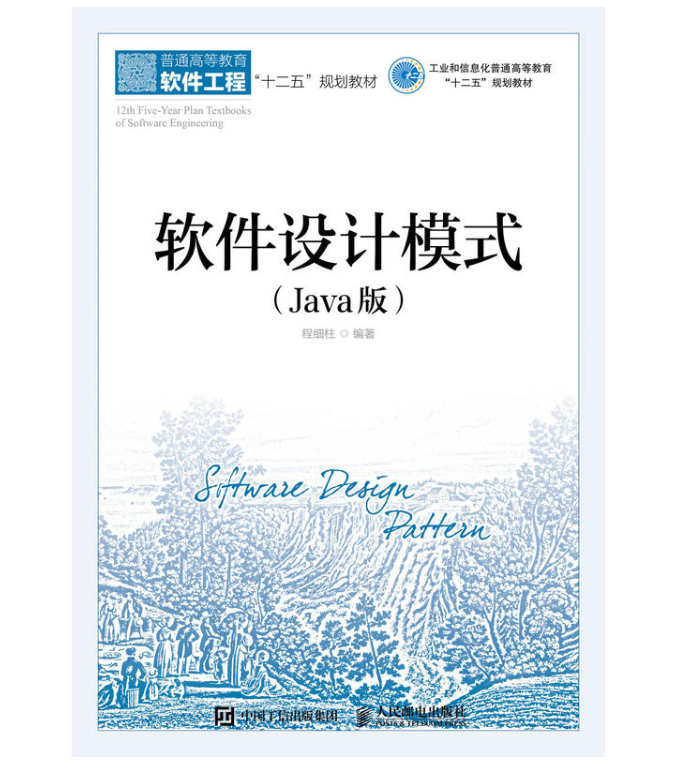 普通高等教育
软件工程 “十二五”规划教材
12th Five-Year Plan Textbooks
of Software Engineering
工业和信息化普通高等教育
“十二五”规划教材
软件设计模式
（Java版）
程细柱 ◎ 编著
Software Design
Pattern
中国工信出版集团
人民邮电出版社
POSTS & TELECOM PRESS